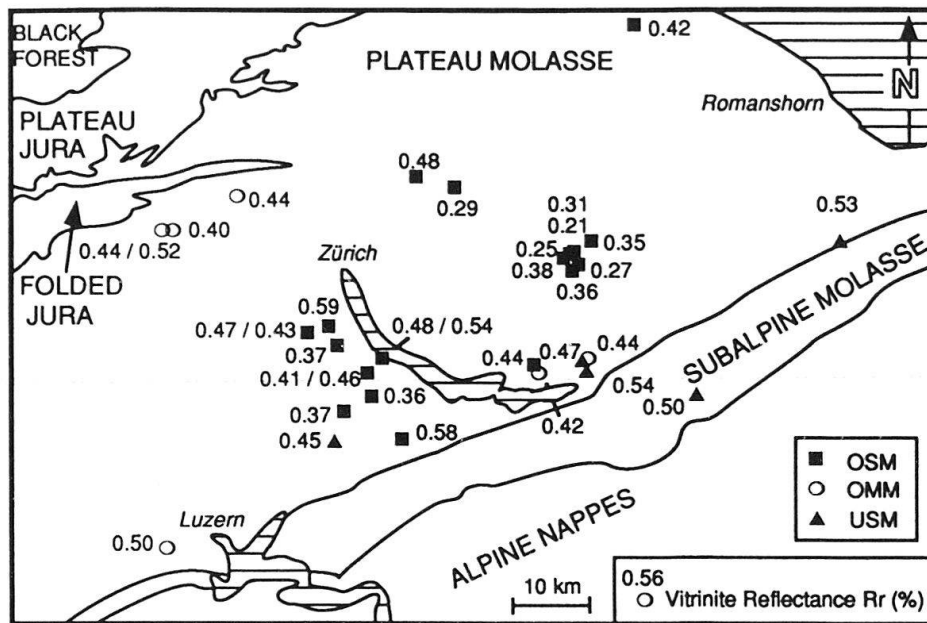 BLACK
FOREST
0.42
PLATEAU MOLASSE
N
Romanshorn
PLATEAU
JURA
0.48
0.29
0.44
0.40
0.44 / 0.52
0.31
0.21
0.25
0.35
0.38
0.27
0.36
0.53
FOLDED
JURA
Zürich
0.59
0.47 / 0.43
0.37
0.48 / 0.54
0.41 / 0.46
0.36
0.44
0.47
0.44
0.54
0.50
0.42
0.37
0.45
0.58
SUBALPINE MOLASSE
Luzern
0.50
ALPINE NAPPES
OSM
OMM
USM
10 km
0.56
Vitrinite Reflectance Rr (%)